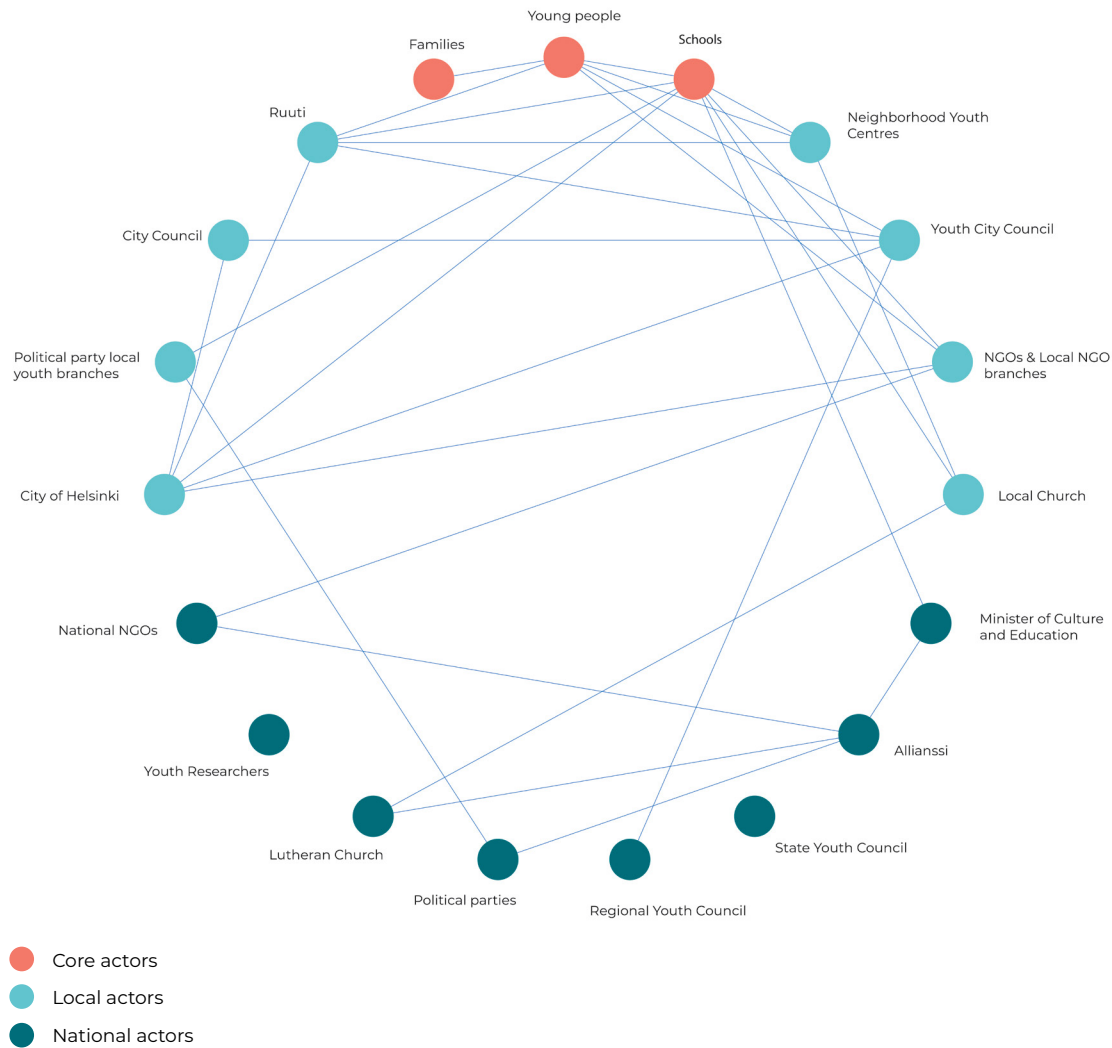 Young people
Schools
Families
Ruuti
Neighborhood Youth
Centres
City Council
Youth City Council
Political party local
youth branches
NGOs & Local NGO
branches
City of Helsinki
Local Church
National NGOs
Minister of Culture
and Education
Youth Researchers
Allianssi
Lutheran Church
State Youth Council
Political parties
Regional Youth Council
Core actors
Local actors
National actors